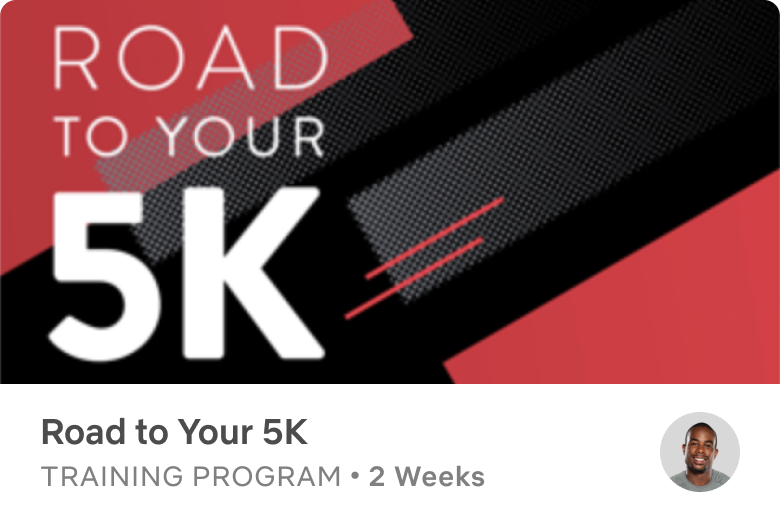 ROAD
TO YOUR
5K
Road to Your 5K
TRAINING PROGRAM • 2 Weeks